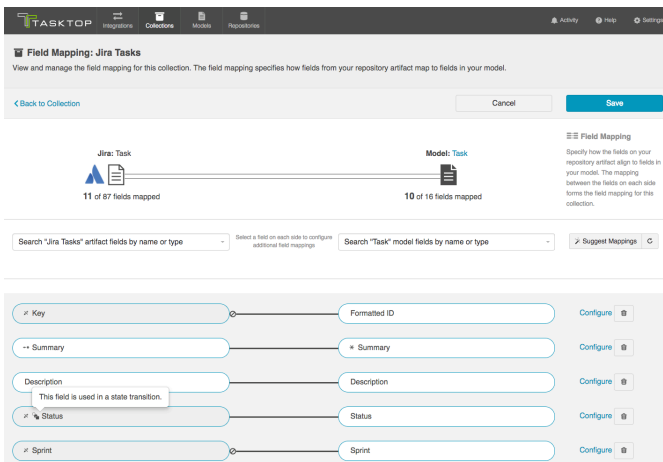 TASKTOP
Integrations
Collections
Models
Repositories
Activity
Help
Settings
Field Mapping: Jira Tasks
View and manage the field mapping for this collection. The field mapping specifies how fields from your repository artifact map to fields in your model.
Back to Collection
Cancel
Save
Jira: Task
11 of 87 fields mapped
Model: Task
10 of 16 fields mapped
Field Mapping
Specify how the fields on your
repository artifact align to fields in
your model. The mapping
between the fields on each side
forms the field mapping for this
collection.
Search "Jira Tasks" artifact fields by name or type
Select a field on each side to configure
additional field mappings
Search "Task" model fields by name or type
Suggest Mappings
Key
Formatted ID
Configure
Summary
Summary
Configure
Description
Description
Configure
This field is used in a state transition.
Status
Status
Configure
Sprint
Sprint
Configure